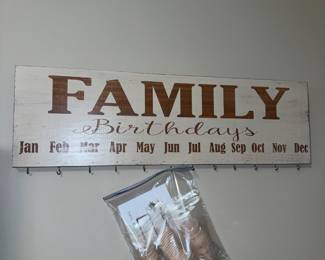 FAMILY
Birthdays
Jan Feb Mar Apr May Jun Jul Aug Sep Oct Nov Dec